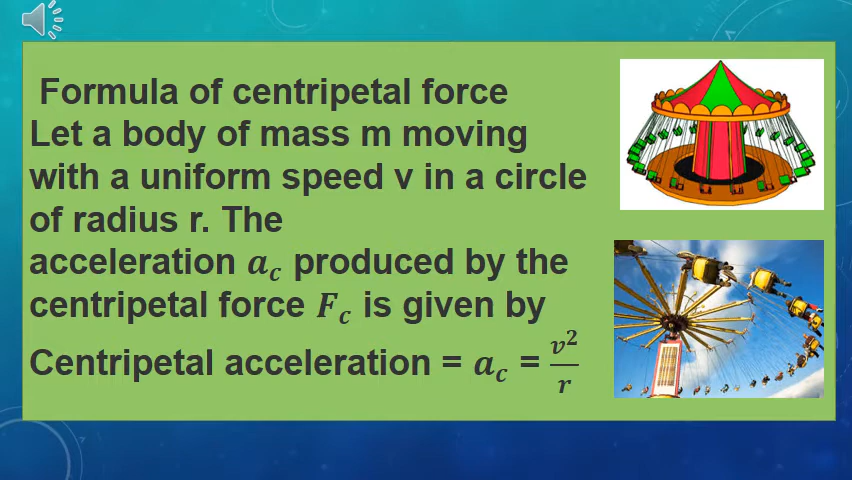 Formula of centripetal force
Let a body of mass m moving
with a uniform speed v in a circle
of radius r. The
acceleration a_c produced by the
centripetal force F_c is given by
Centripetal acceleration = a_c = v²/r